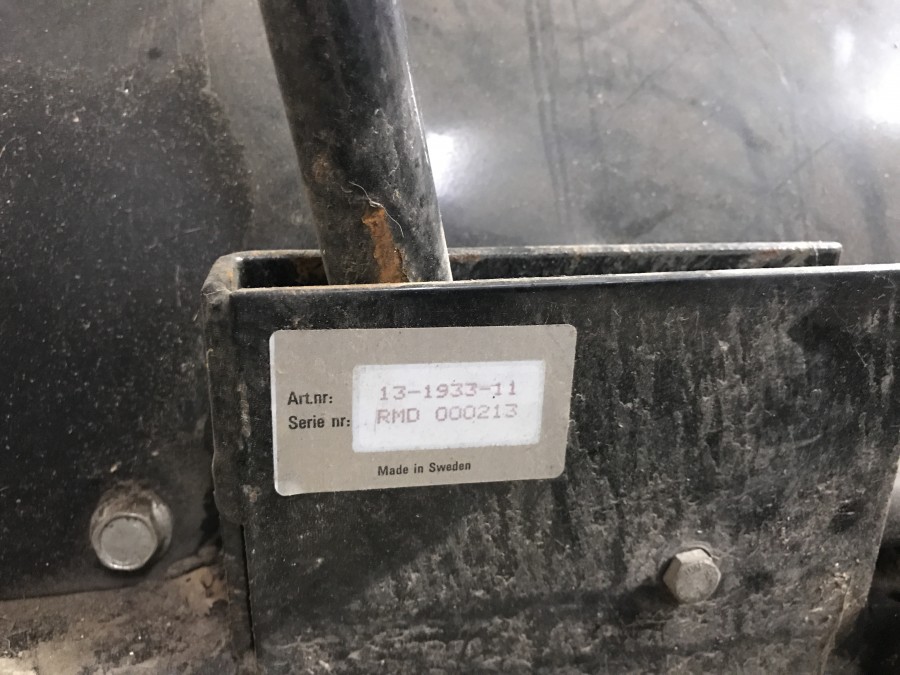 Art.nr: 13-1933-11
Serie nr: RMD 000213
Made in Sweden